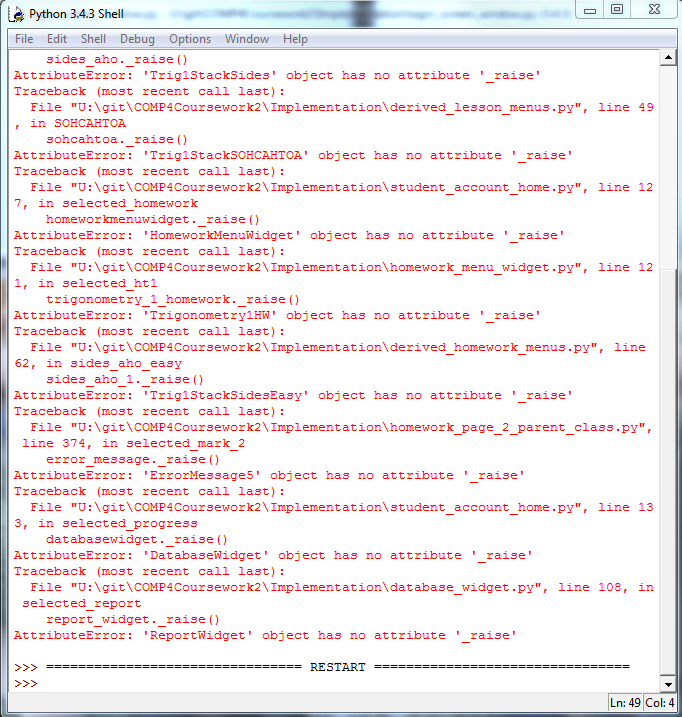 Python 3.4.3 Shell
File Edit Shell Debug Options Window Help
    sides_aho._raise()
AttributeError: 'Trig1StackSides' object has no attribute '_raise'
Traceback (most recent call last):
  File "U:\git\COMP4Coursework2\Implementation\derived_lesson_menus.py", line 49
, in SOHCAHTOA
    sohcahtoa._raise()
AttributeError: 'Trig1StackSOHCAHTOA' object has no attribute '_raise'
Traceback (most recent call last):
  File "U:\git\COMP4Coursework2\Implementation\student_account_home.py", line 12
7, in selected_homework
    homeworkmenuwidget._raise()
AttributeError: 'HomeworkMenuWidget' object has no attribute '_raise'
Traceback (most recent call last):
  File "U:\git\COMP4Coursework2\Implementation\homework_menu_widget.py", line 12
1, in selected_ht1
    trigonometry_1_homework._raise()
AttributeError: 'Trigonometry1HW' object has no attribute '_raise'
Traceback (most recent call last):
  File "U:\git\COMP4Coursework2\Implementation\derived_homework_menus.py", line
62, in sides_aho_easy
    sides_aho_1._raise()
AttributeError: 'Trig1StackSidesEasy' object has no attribute '_raise'
Traceback (most recent call last):
  File "U:\git\COMP4Coursework2\Implementation\homework_page_2_parent_class.py",
 line 374, in selected_mark_2
    error_message._raise()
AttributeError: 'ErrorMessage5' object has no attribute '_raise'
Traceback (most recent call last):
  File "U:\git\COMP4Coursework2\Implementation\student_account_home.py", line 13
3, in selected_progress
    databasewidget._raise()
AttributeError: 'DatabaseWidget' object has no attribute '_raise'
Traceback (most recent call last):
  File "U:\git\COMP4Coursework2\Implementation\database_widget.py", line 108, in
 selected_report
    report_widget._raise()
AttributeError: 'ReportWidget' object has no attribute '_raise'
>>> ================================ RESTART ================================
>>>
Ln: 49 Col: 4